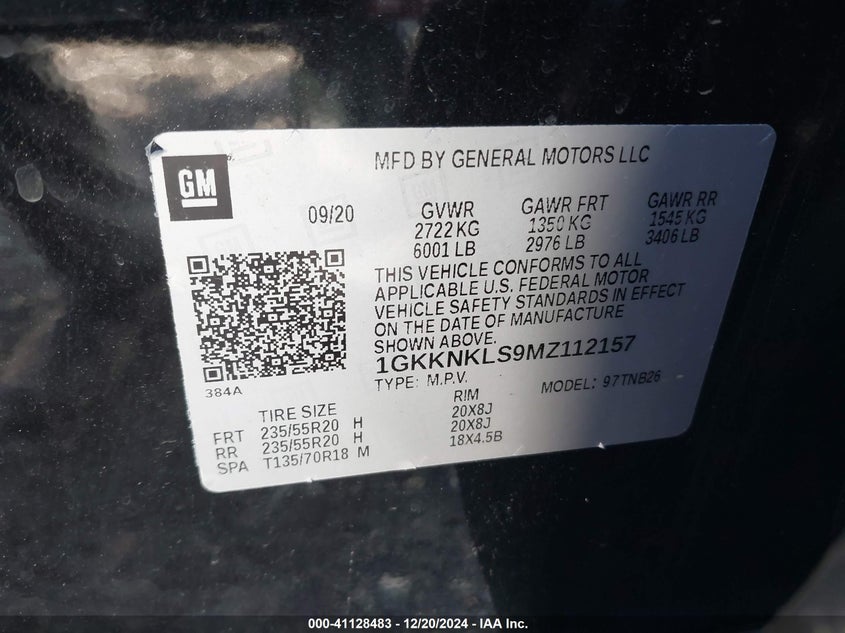 GM
MFD BY GENERAL MOTORS LLC
09/20
GVWR GAWR FRT GAWR RR
2722 KG 1350 KG 1545 KG
6001 LB 2976 LB 3406 LB
THIS VEHICLE CONFORMS TO ALL
APPLICABLE U.S. FEDERAL MOTOR
VEHICLE SAFETY STANDARDS IN EFFECT
ON THE DATE OF MANUFACTURE
SHOWN ABOVE.
1GKKNKLS9MZ112157
TYPE: M.P.V. MODEL: 97TNB26
384A
TIRE SIZE RIM
FRT 235/55R20 H 20X8J
RR 235/55R20 H 20X8J
SPA T135/70R18 M 18X4.5B
000-41128483 - 12/20/2024 - IAA Inc.